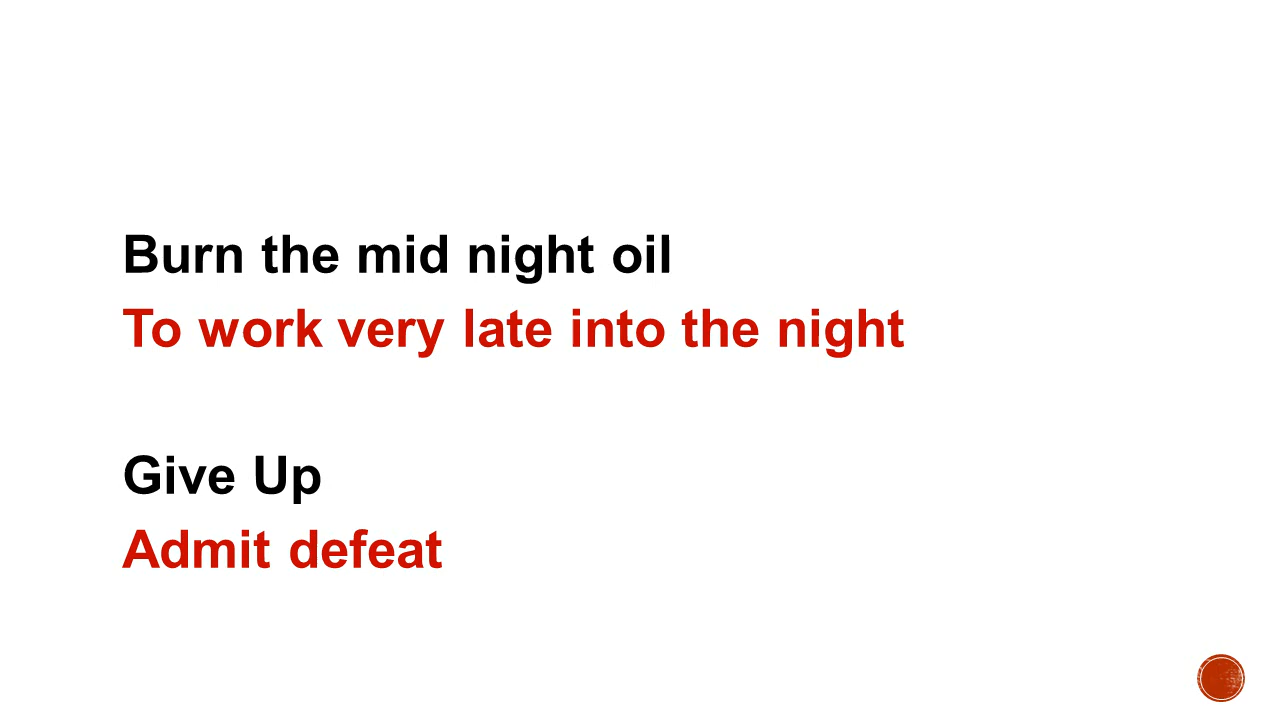 Burn the mid night oil
To work very late into the night
Give Up
Admit defeat